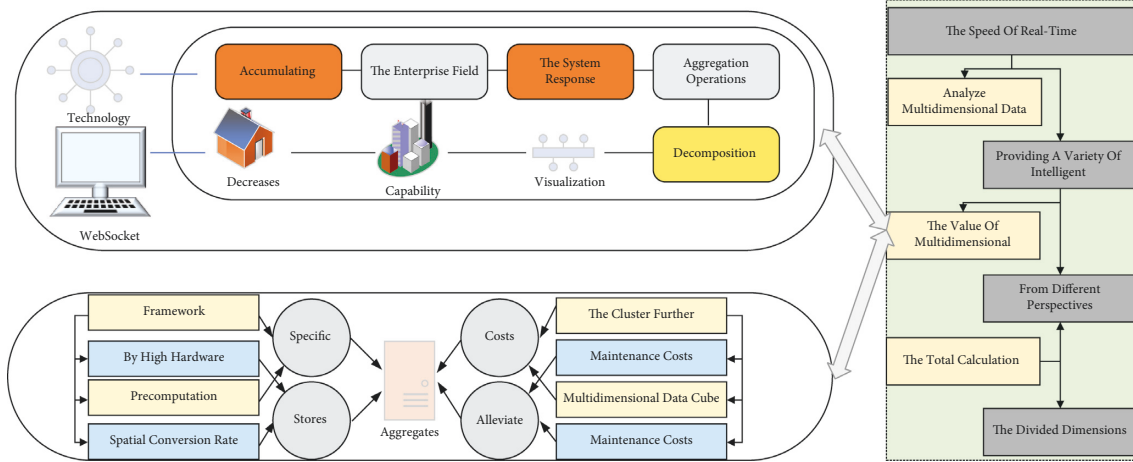 Technology
WebSocket
Accumulating
The Enterprise Field
The System
Response
Aggregation
Operations
Decreases
Capability
Visualization
Decomposition
Framework
By High Hardware
Precomputation
Spatial Conversion Rate
Specific
Stores
Aggregates
Costs
Alleviate
The Cluster Further
Maintenance Costs
Multidimensional Data Cube
Maintenance Costs
The Speed Of Real-Time
Analyze
Multidimensional Data
Providing A Variety Of
Intelligent
The Value Of
Multidimensional
From Different
Perspectives
The Total Calculation
The Divided Dimensions